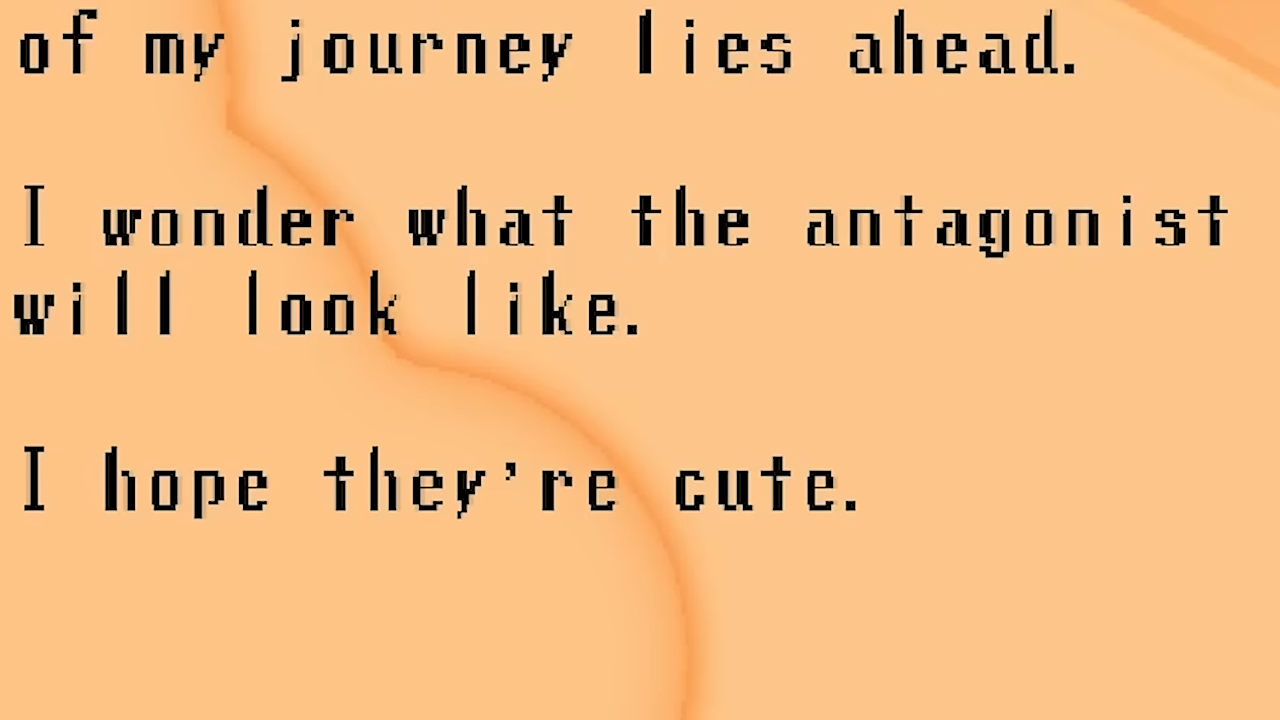 of my journey lies ahead.
I wonder what the antagonist
will look like.
I hope they're cute.